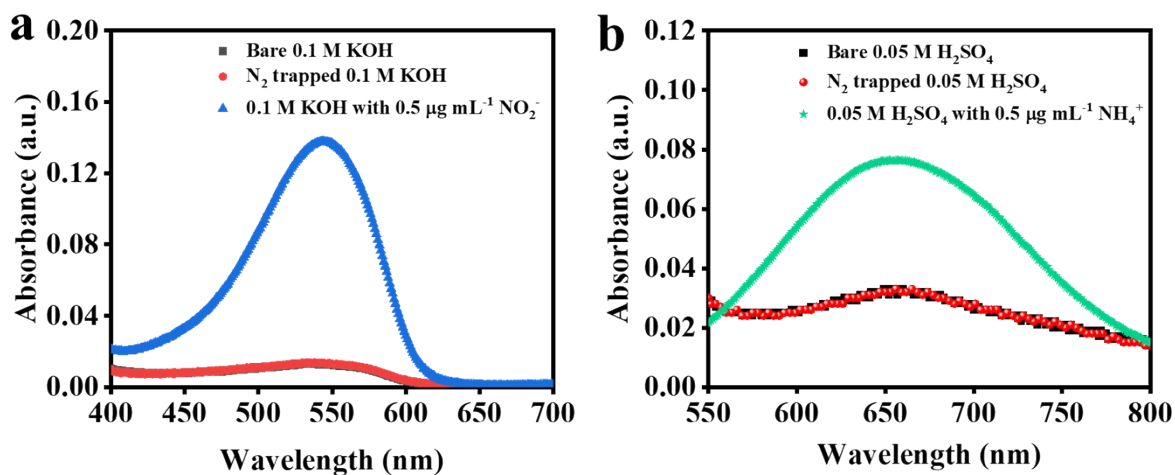 a
0.20
0.16
0.12
0.08
0.04
0.00
Absorbance (a.u.)
Bare 0.1 M KOH
N₂ trapped 0.1 M KOH
0.1 M KOH with 0.5 μg mL⁻¹ NO₂⁻
400 450 500 550 600 650 700
Wavelength (nm)
b
0.12
0.10
0.08
0.06
0.04
0.02
0.00
Absorbance (a.u.)
Bare 0.05 M H₂SO₄
N₂ trapped 0.05 M H₂SO₄
0.05 M H₂SO₄ with 0.5 μg mL⁻¹ NH₄⁺
550 600 650 700 750 800
Wavelength (nm)